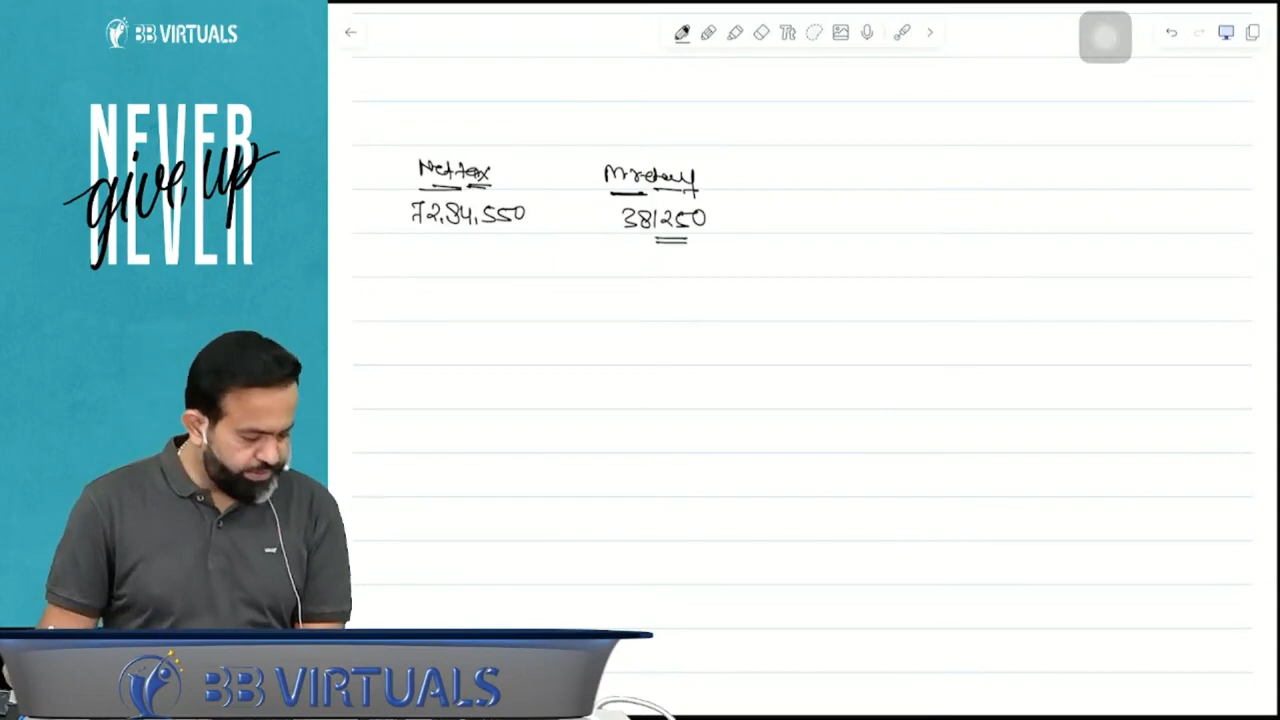 BB VIRTUALS
NEVER
give up
NEVER
Net tax
72,84,550
381250
BB VIRTUALS